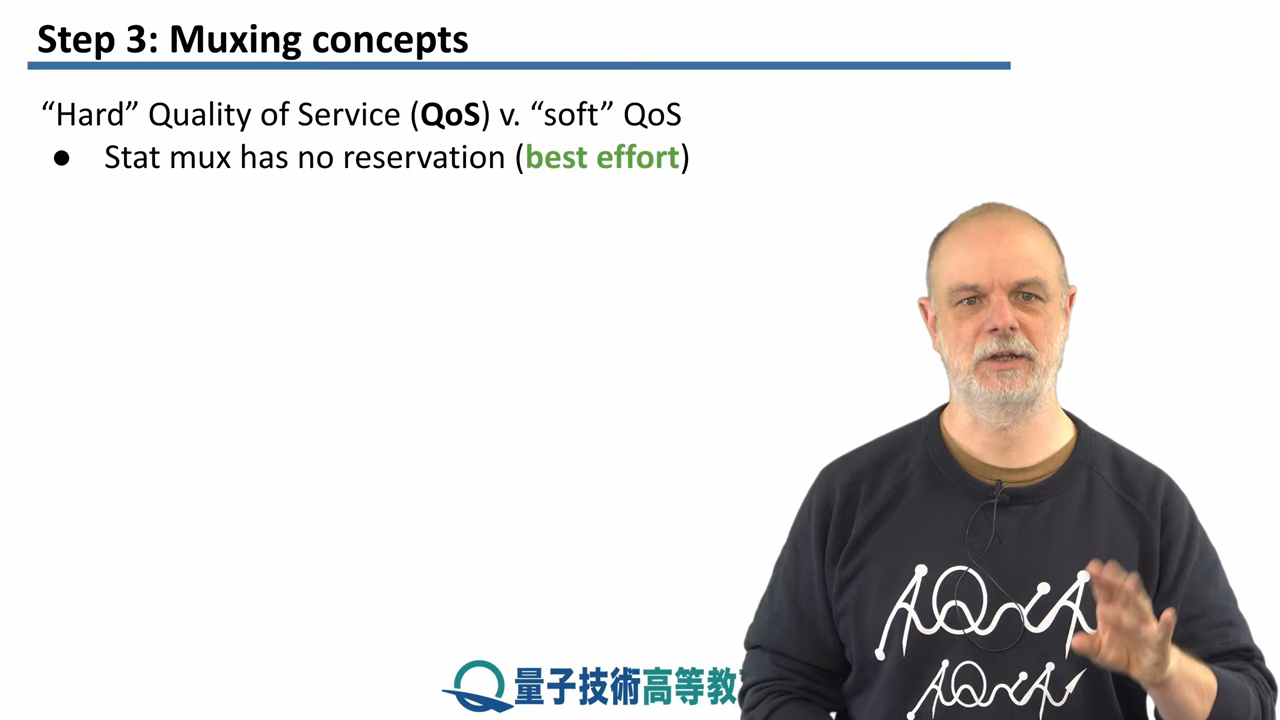 Step 3: Muxing concepts
“Hard” Quality of Service (QoS) v. “soft” QoS
● Stat mux has no reservation (best effort)
AQUA
AQUA
量子技術高等教